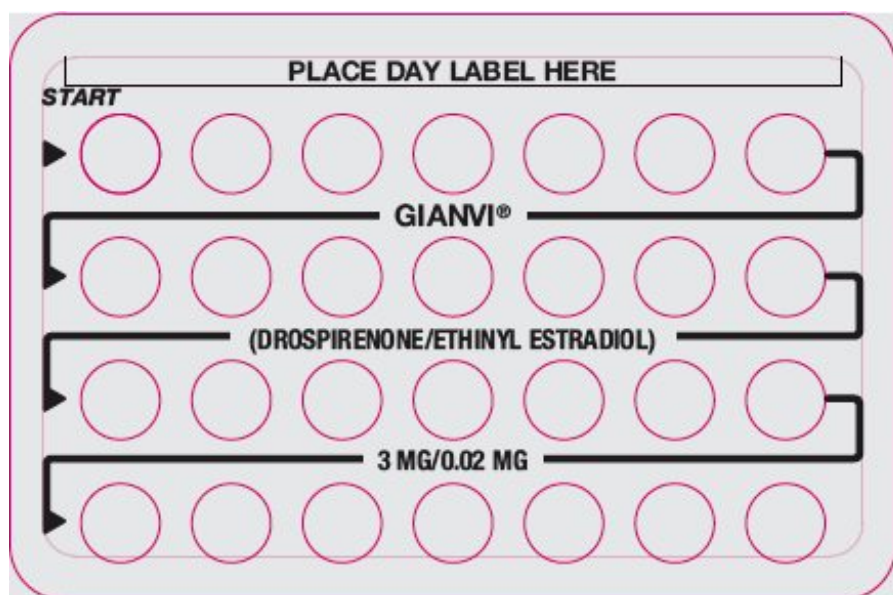 PLACE DAY LABEL HERE
START
GIANVI®
(DROSPIRENONE/ETHINYL ESTRADIOL)
3 MG/0.02 MG